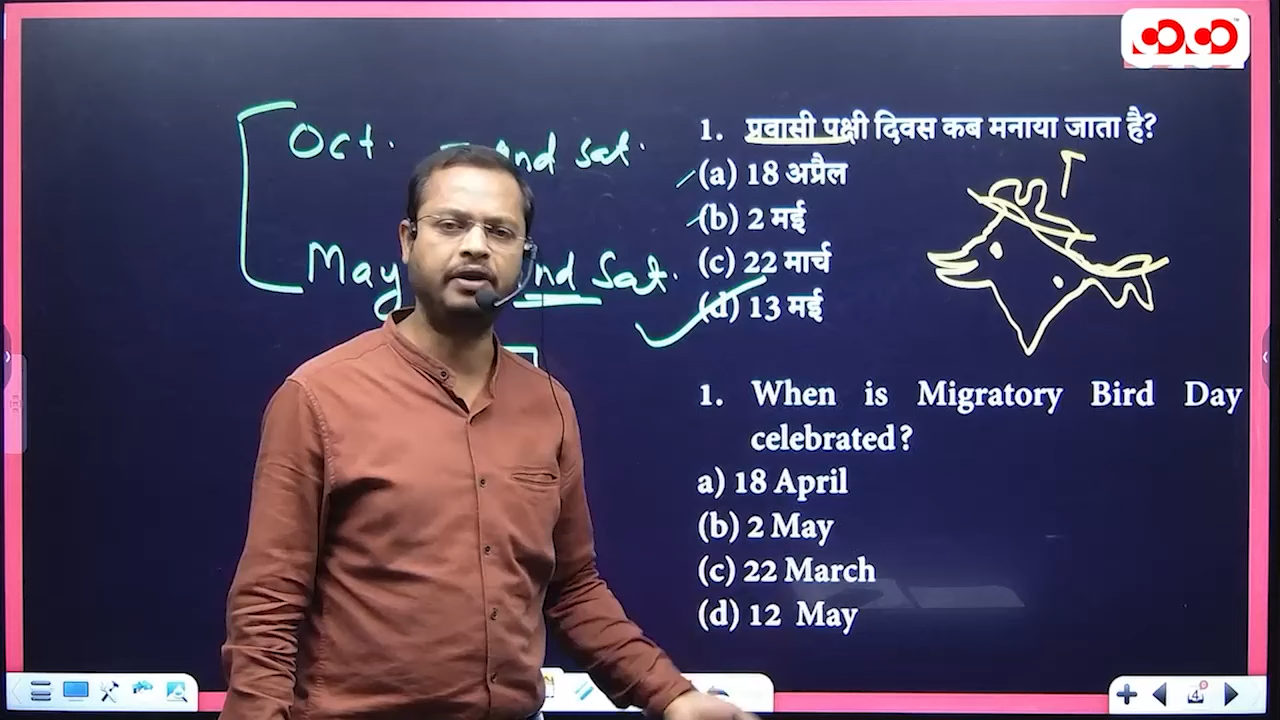 Oct. 2nd Sat.
May 2nd Sat.
1. प्रवासी पक्षी दिवस कब मनाया जाता है?
(a) 18 अप्रैल
(b) 2 मई
(c) 22 मार्च
(d) 13 मई
1. When is Migratory Bird Day
celebrated?
a) 18 April
(b) 2 May
(c) 22 March
(d) 12 May